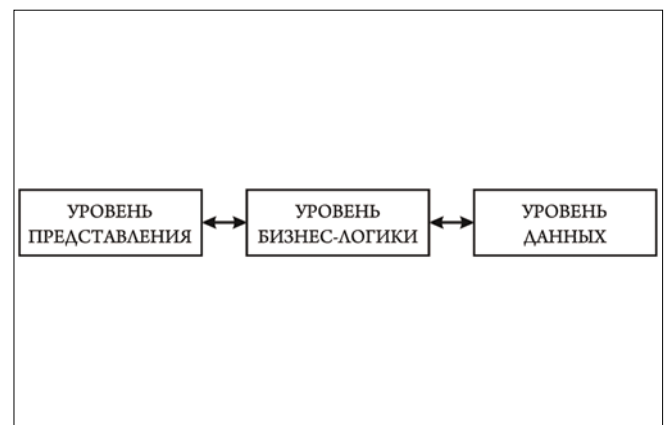 УРОВЕНЬ
ПРЕДСТАВЛЕНИЯ
УРОВЕНЬ
БИЗНЕС-ЛОГИКИ
УРОВЕНЬ
ДАННЫХ